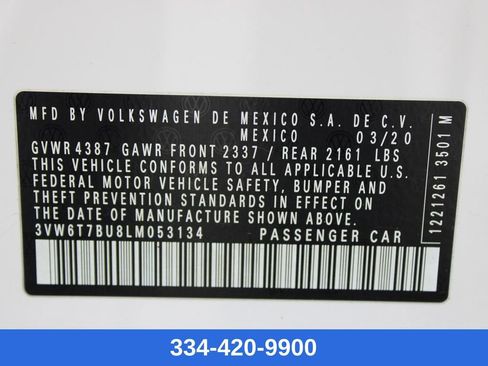 MFD BY VOLKSWAGEN DE MEXICO S.A. DE C.V.
MEXICO 03/20
GVWR 4387 GAWR FRONT 2337 / REAR 2161 LBS
THIS VEHICLE CONFORMS TO ALL APPLICABLE U.S.
FEDERAL MOTOR VEHICLE SAFETY, BUMPER AND
THEFT PREVENTION STANDARDS IN EFFECT ON THE
DATE OF MANUFACTURE SHOWN ABOVE.
3VW6T7BU8LM053134 PASSENGER CAR
1221261 3501 M
334-420-9900